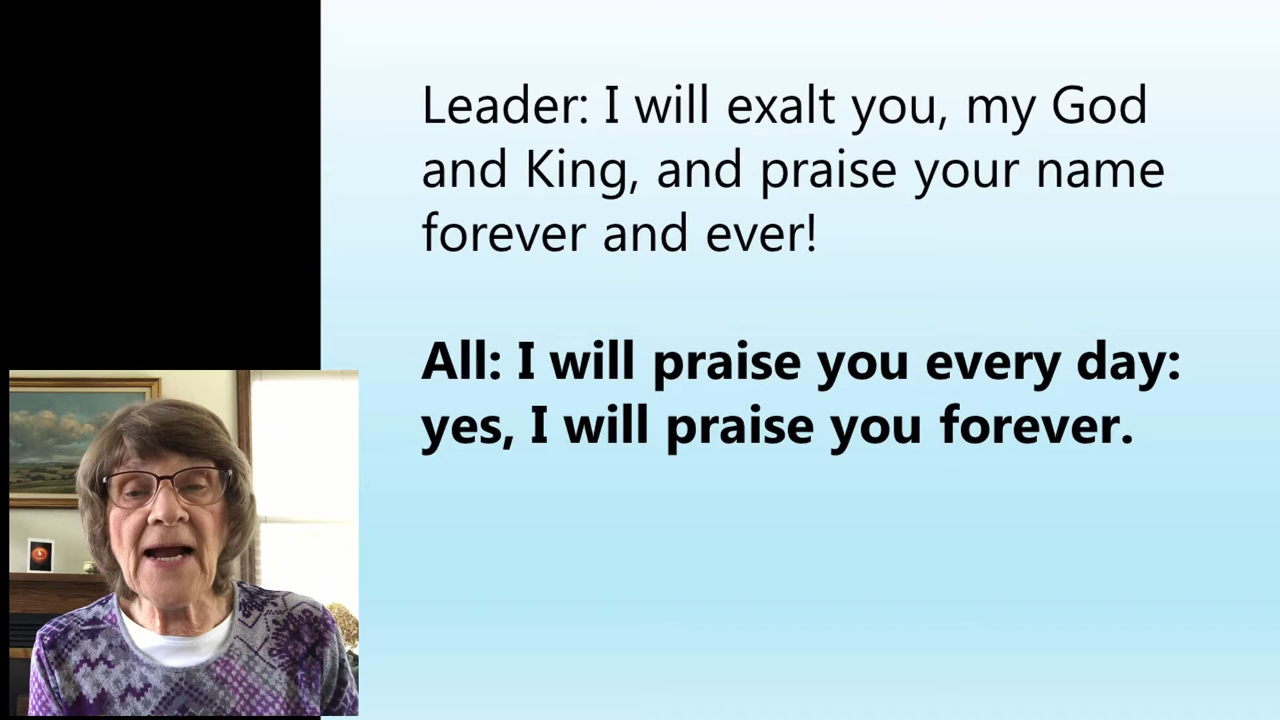 Leader: I will exalt you, my God
and King, and praise your name
forever and ever!
All: I will praise you every day:
yes, I will praise you forever.